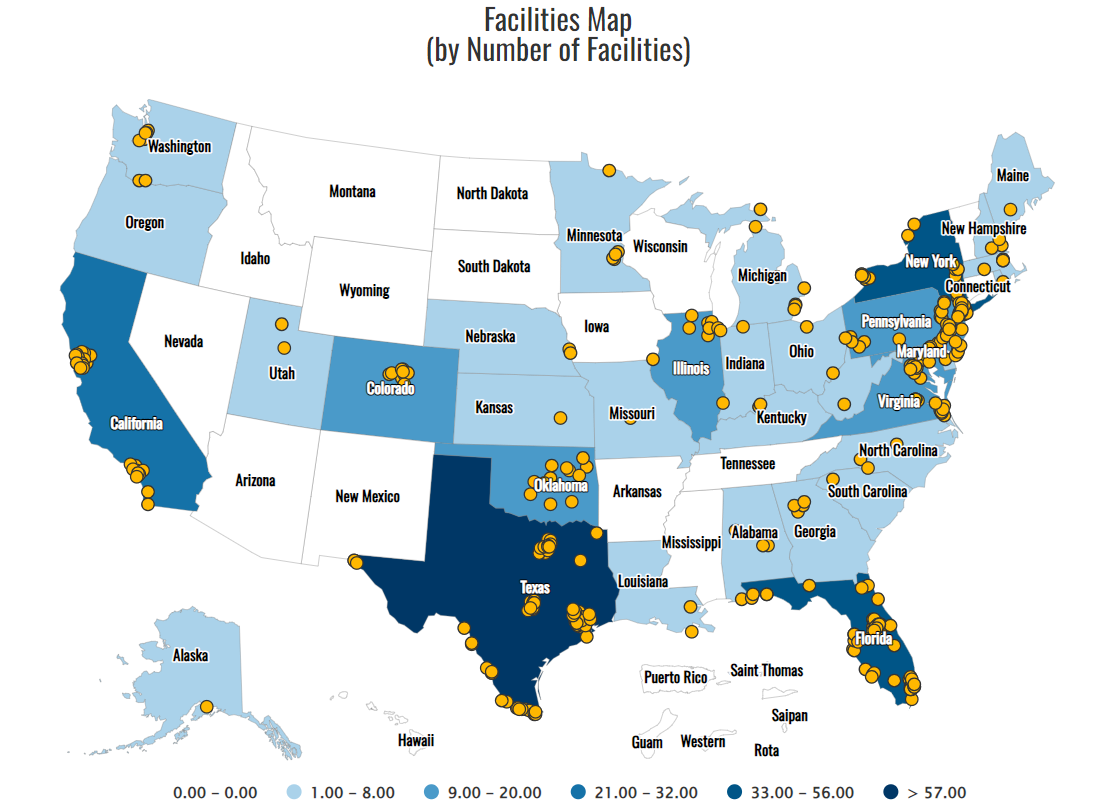 Facilities Map
(by Number of Facilities)
Washington
Montana
North Dakota
Maine
Oregon
Idaho
Minnesota
Wisconsin
New Hampshire
South Dakota
Wyoming
Michigan
New York
Connecticut
Nevada
Nebraska
Iowa
Pennsylvania
Utah
Colorado
Illinois
Indiana
Ohio
Maryland
California
Kansas
Missouri
Kentucky
Virginia
Arizona
New Mexico
Oklahoma
Arkansas
Tennessee
North Carolina
South Carolina
Mississippi
Alabama
Georgia
Texas
Louisiana
Florida
Alaska
Puerto Rico
Saint Thomas
Saipan
Hawaii
Guam
Western
Rota
0.00 - 0.00
1.00 - 8.00
9.00 - 20.00
21.00 - 32.00
33.00 - 56.00
> 57.00